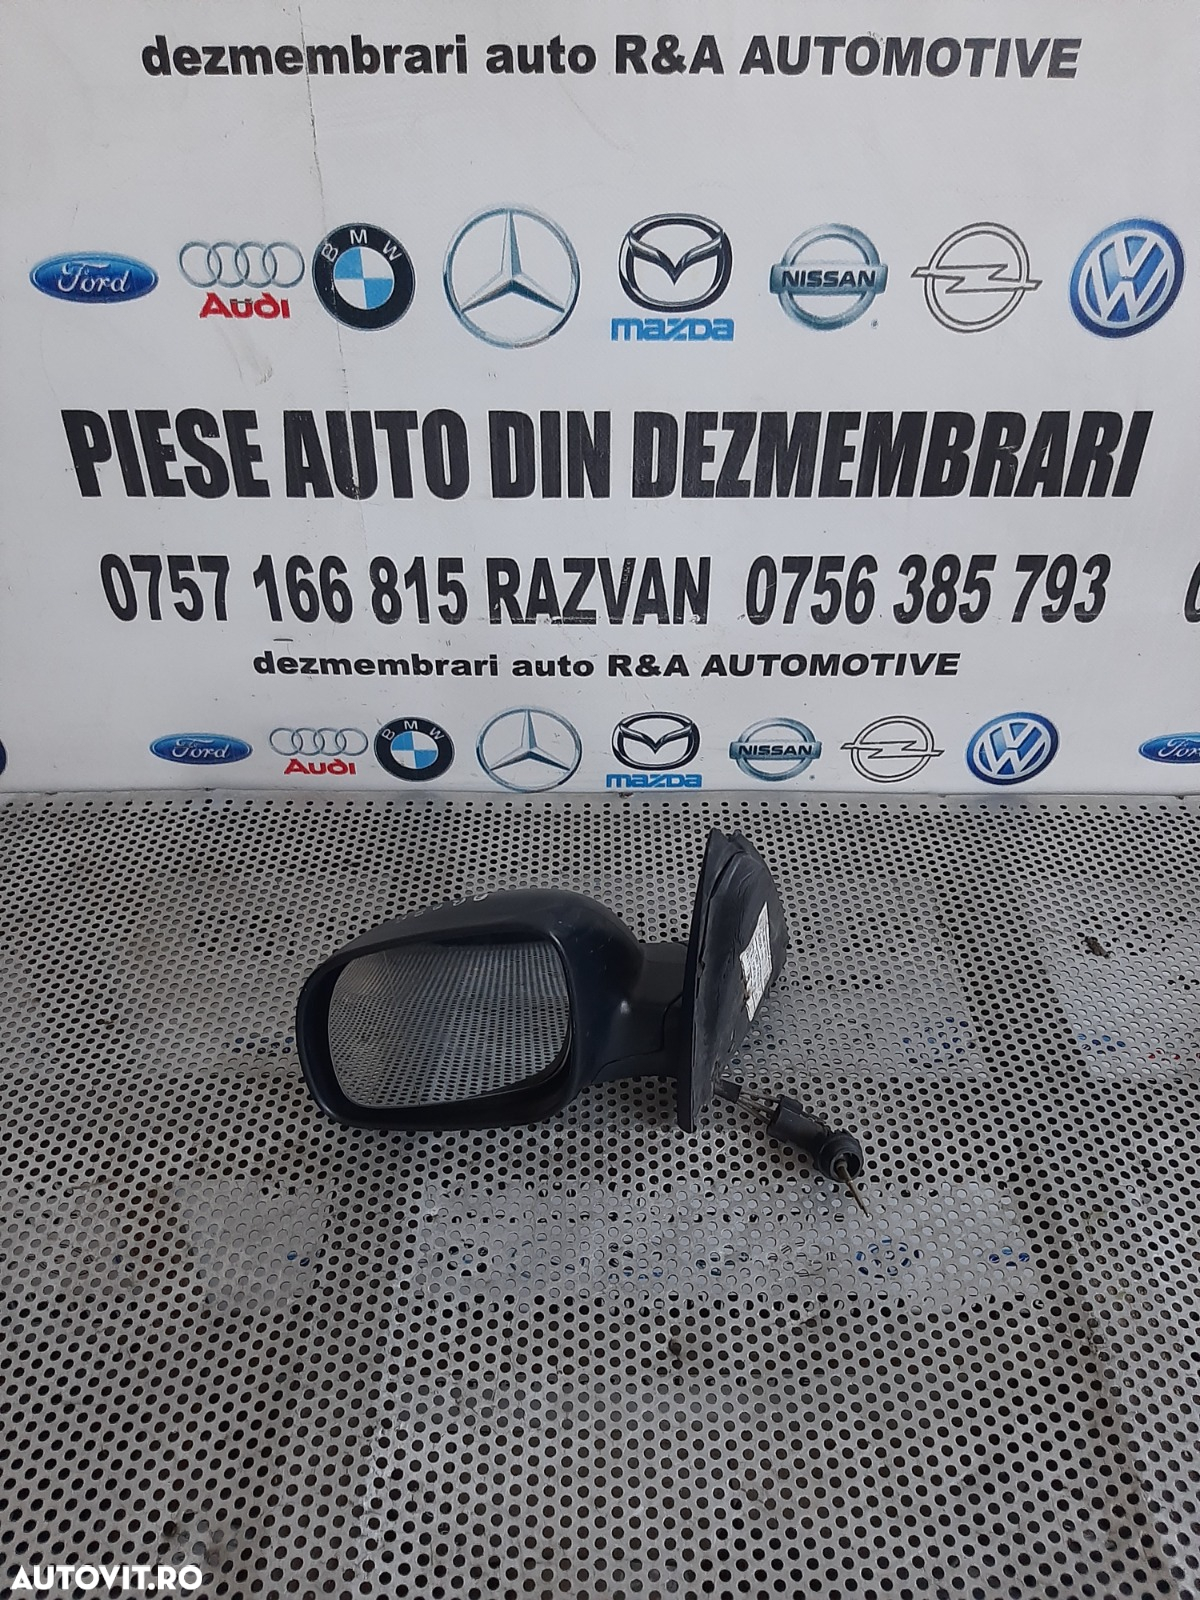 dezmembrari auto R&A AUTOMOTIVE
Ford Audi BMW mazda NISSAN
PIESE AUTO DIN DEZMEMBRARI
0757 166 815 RAZVAN 0756 385 793
dezmembrari auto R&A AUTOMOTIVE
Ford Audi BMW mazda NISSAN
AUTOVIT.RO